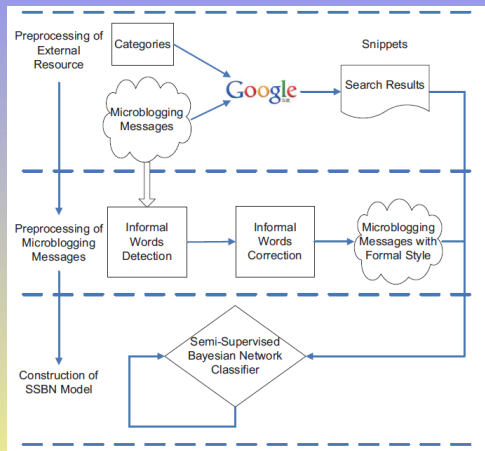 Preprocessing of
External
Resource
Categories
Microblogging
Messages
Google
Snippets
Search Results
Preprocessing of
Microblogging
Messages
Informal
Words
Detection
Informal
Words
Correction
Microblogging
Messages with
Formal Style
Construction of
SSBN Model
Semi-Supervised
Bayesian Network
Classifier